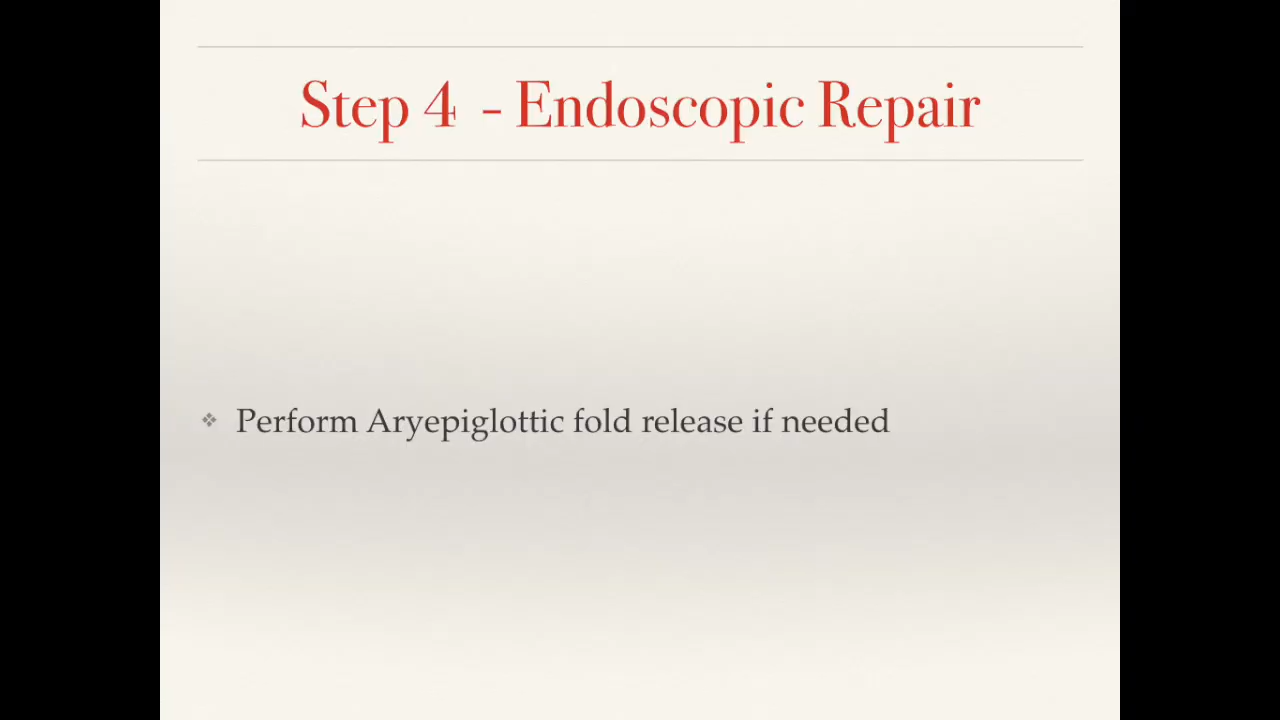 Step 4 - Endoscopic Repair
Perform Aryepiglottic fold release if needed